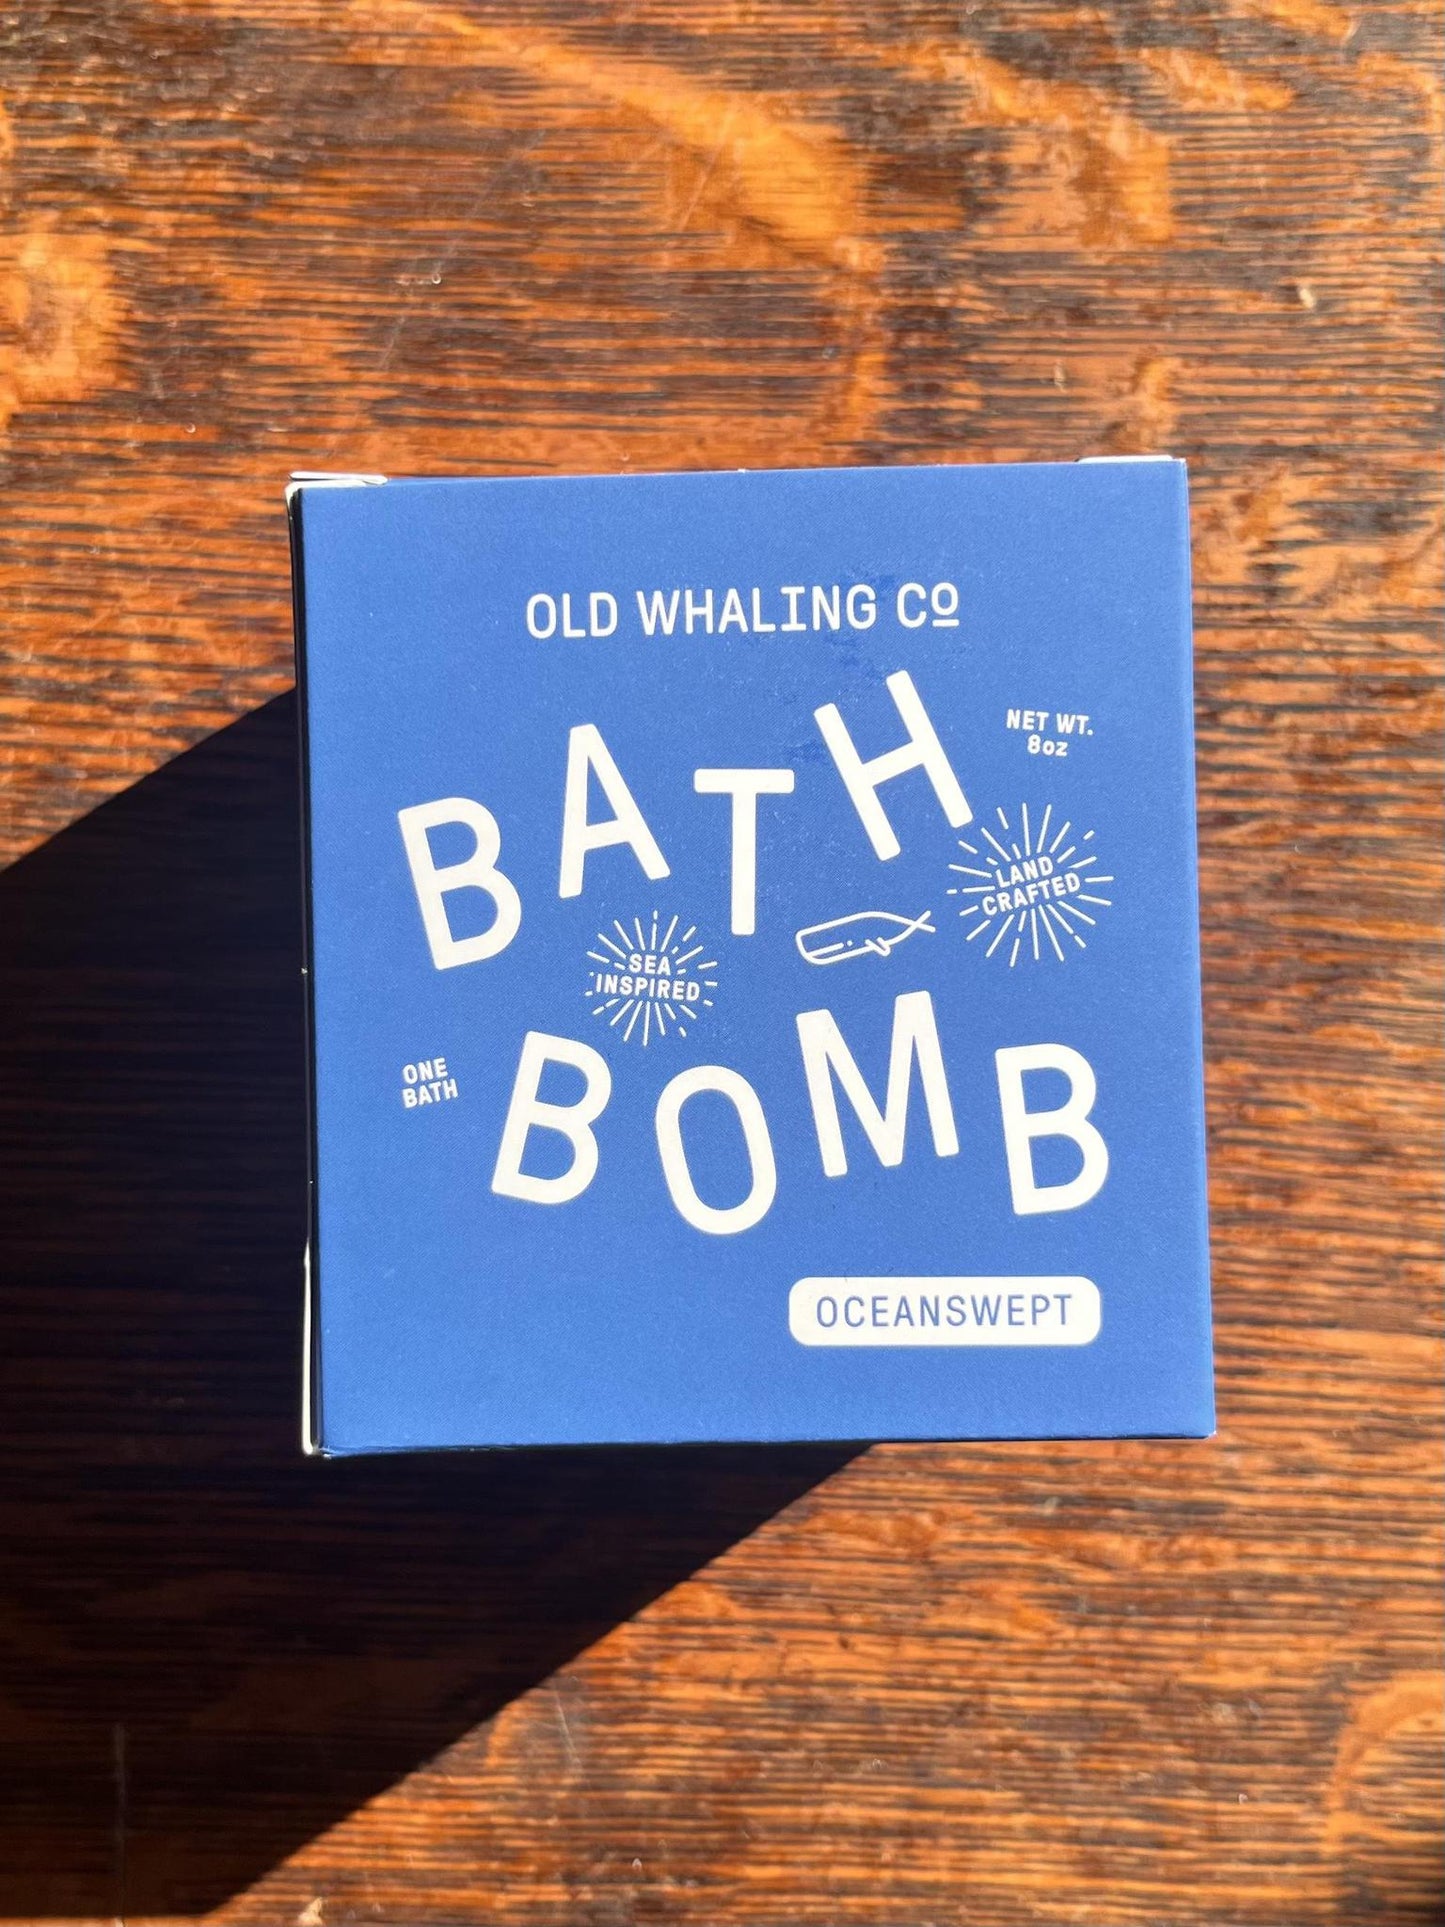 OLD WHALING Co
BATH
NET WT.
8oz
LAND
CRAFTED
SEA
INSPIRED
ONE
BATH
BOMB
OCEANSWEPT